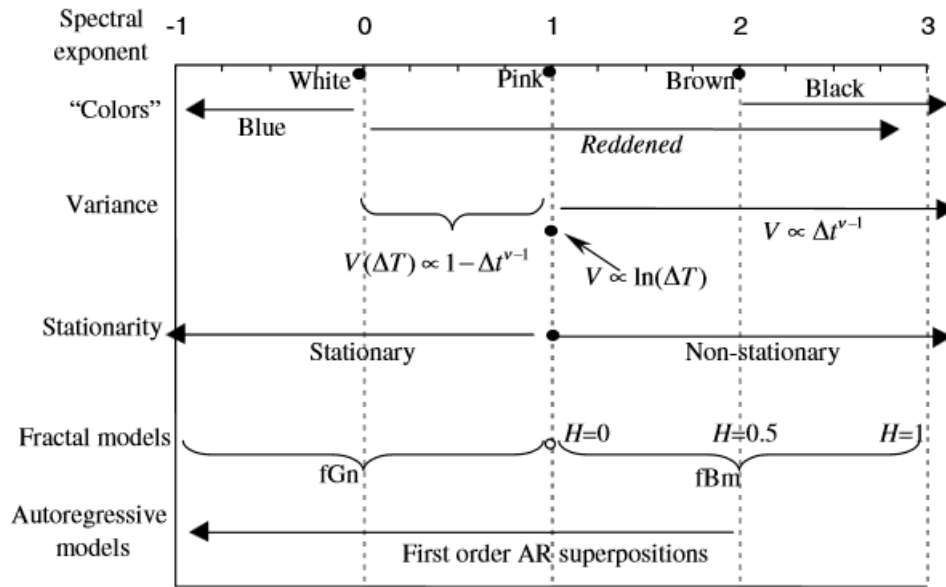 Spectral exponent -1 0 1 2 3
White Pink Brown Black
“Colors”
Blue
Reddened
Variance
V(ΔT) ∝ 1 − Δt^{ν−1}
V ∝ Δt^{ν−1}
V ∝ ln(ΔT)
Stationarity
Stationary Non-stationary
Fractal models H=0 H=0.5 H=1
fGn fBm
Autoregressive models
First order AR superpositions